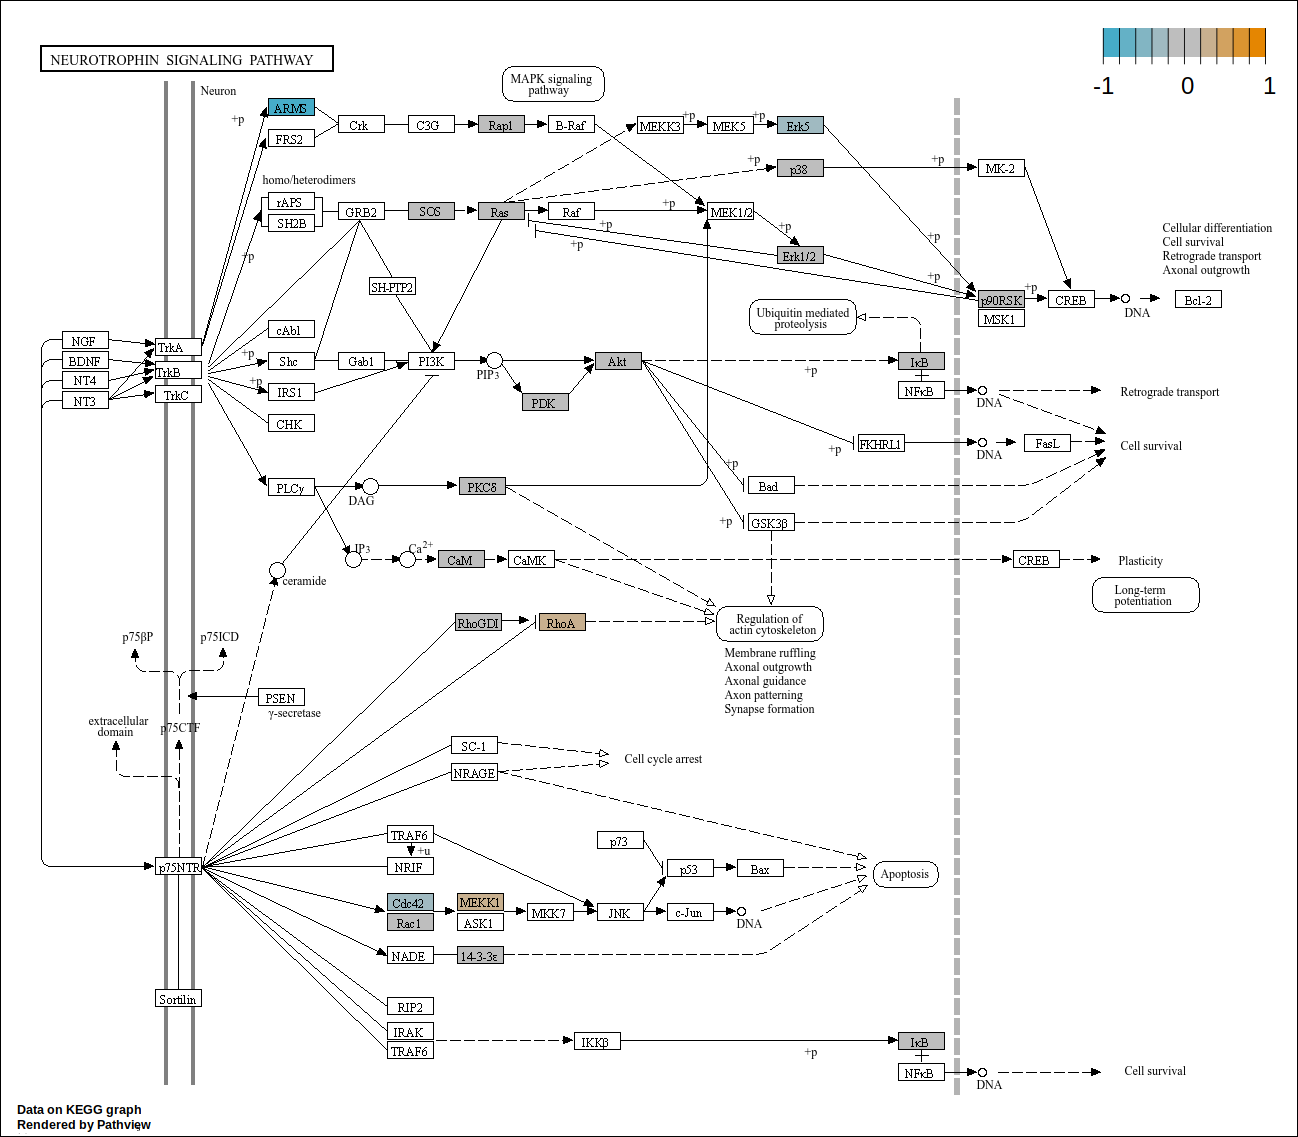 NEUROTROPHIN SIGNALING PATHWAY
-1 0 1
Neuron
MAPK signaling
pathway
ARMS
+p
FRS2
Crk
C3G
Rap1
B-Raf
MEKK3
+p
MEK5
+p
Erk5
homo/heterodimers
+p
p38
+p
MK-2
rAPS
SH2B
GRB2
SOS
Ras
Raf
+p
MEK1/2
+p
+p
+p
+p
Erk1/2
+p
+p
Cellular differentiation
Cell survival
Retrograde transport
Axonal outgrowth
SH-PTP2
p90RSK
+p
MSK1
CREB
DNA
Bcl-2
Ubiquitin mediated
proteolysis
NGF
BDNF
NT4
NT3
TrkA
TrkB
TrkC
cAbl
+p
Shc
+p
IRS1
CHK
Gab1
PI3K
PIP3
PDK
Akt
+p
IκB
NFκB
DNA
Retrograde transport
+p
FKHRL1
DNA
FasL
Cell survival
PLCγ
DAG
PKCδ
+p
Bad
+p
GSK3β
IP3
Ca2+
CaM
CaMK
CREB
Plasticity
Long-term
potentiation
ceramide
RhoGDI
RhoA
Regulation of
actin cytoskeleton
Membrane ruffling
Axonal outgrowth
Axonal guidance
Axon patterning
Synapse formation
p75βP
p75ICD
PSEN
γ-secretase
extracellular
domain
p75CTF
SC-1
NRAGE
Cell cycle arrest
TRAF6
+u
NRIF
p73
p53
Bax
Apoptosis
p75NTR
Cdc42
Rac1
MEKK1
ASK1
MKK7
JNK
c-Jun
DNA
NADE
14-3-3ε
Sortilin
RIP2
IRAK
TRAF6
IKKβ
+p
IκB
NFκB
DNA
Cell survival
Data on KEGG graph
Rendered by Pathview